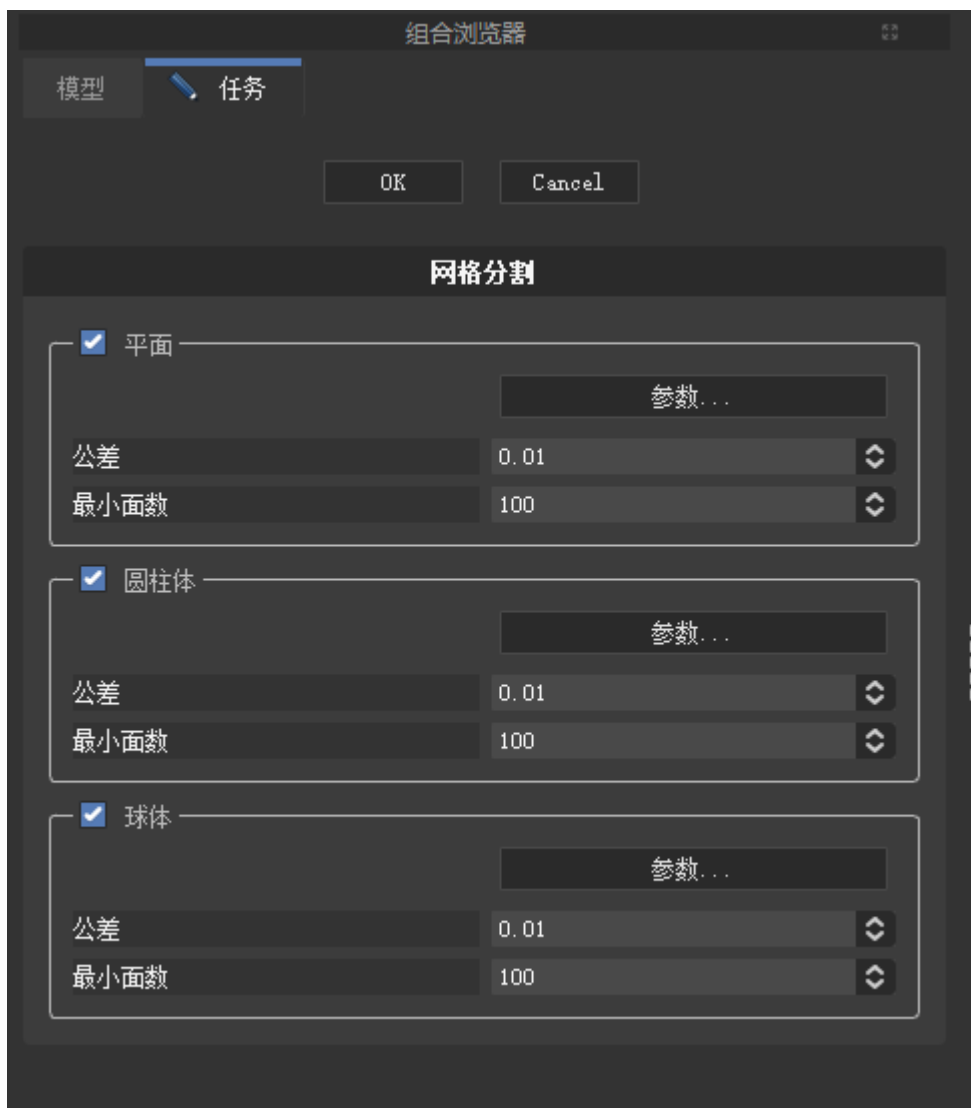 组合浏览器
模型 任务
OK Cancel
网格分割
平面
参数...
公差 0.01
最小面数 100
圆柱体
参数...
公差 0.01
最小面数 100
球体
参数...
公差 0.01
最小面数 100